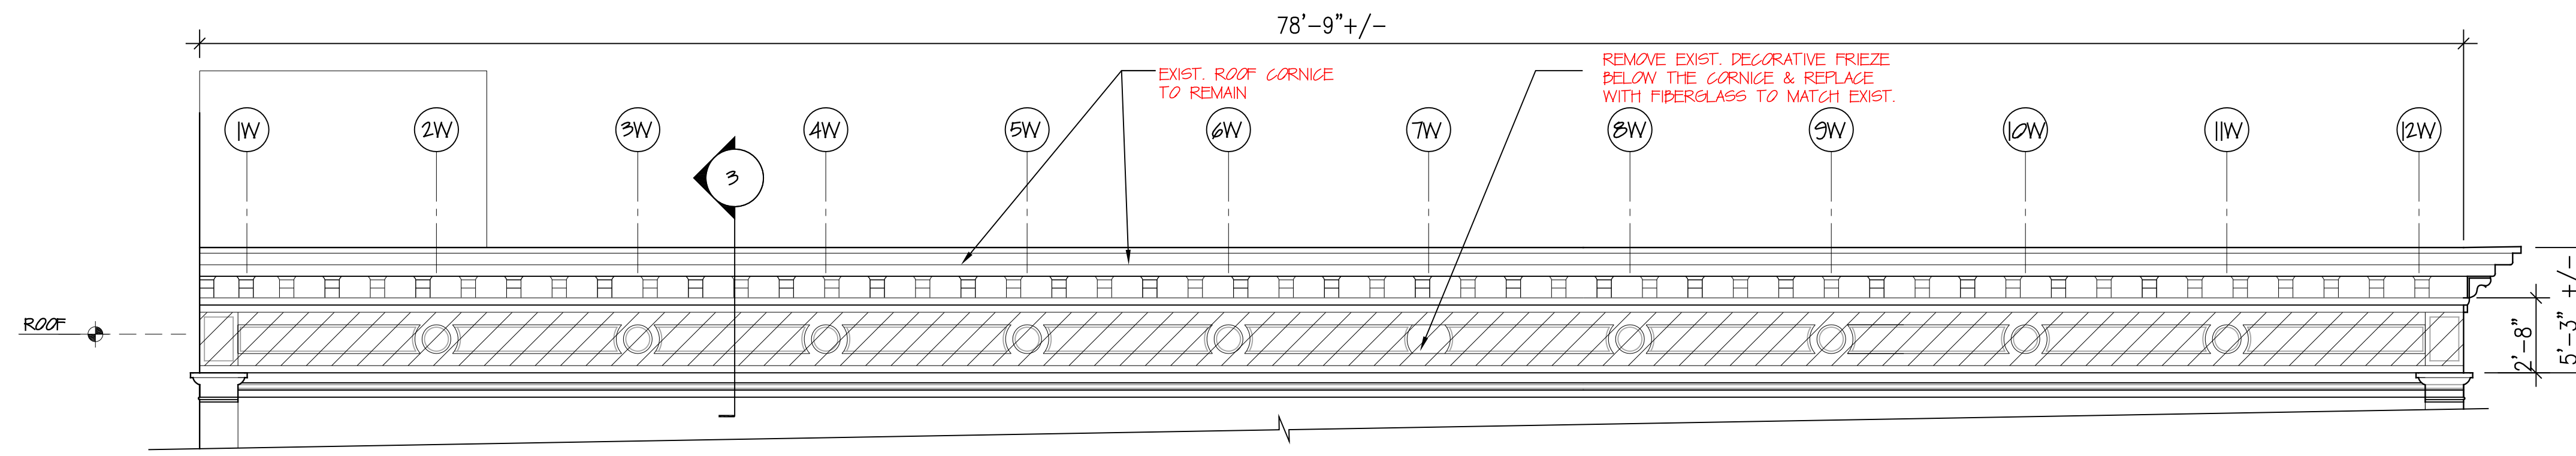 78'-9"+/-
EXIST. ROOF CORNICE
TO REMAIN
REMOVE EXIST. DECORATIVE FRIEZE
BELOW THE CORNICE & REPLACE
WITH FIBERGLASS TO MATCH EXIST.
1W 2W 3W 4W 5W 6W 7W 8W 9W 10W 11W 12W
3
ROOF
2'-8"
5'-3" +/-